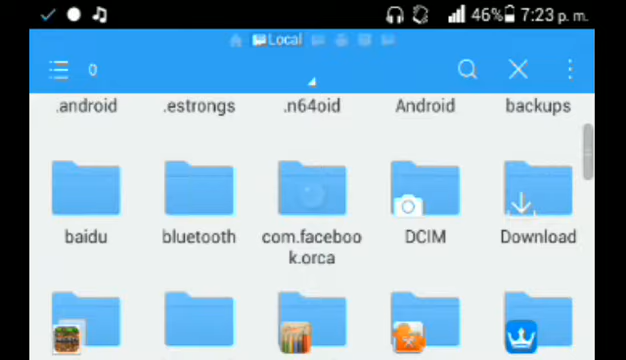 46% 7:23 p. m.
Local
0
.android .estrongs .n64oid Android backups
baidu bluetooth com.faceboo DCIM Download
k.orca